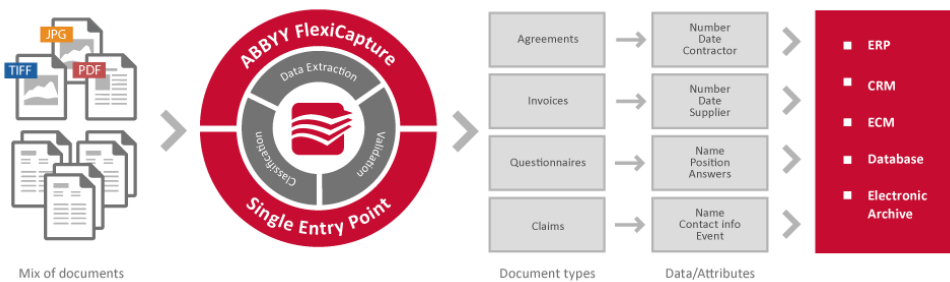 JPG
TIFF
PDF
Mix of documents
ABBYY FlexiCapture
Data Extraction
Classification
Validation
Single Entry Point
Agreements
Number
Date
Contractor
Invoices
Number
Date
Supplier
Questionnaires
Name
Position
Answers
Claims
Name
Contact info
Event
Document types
Data/Attributes
ERP
CRM
ECM
Database
Electronic
Archive